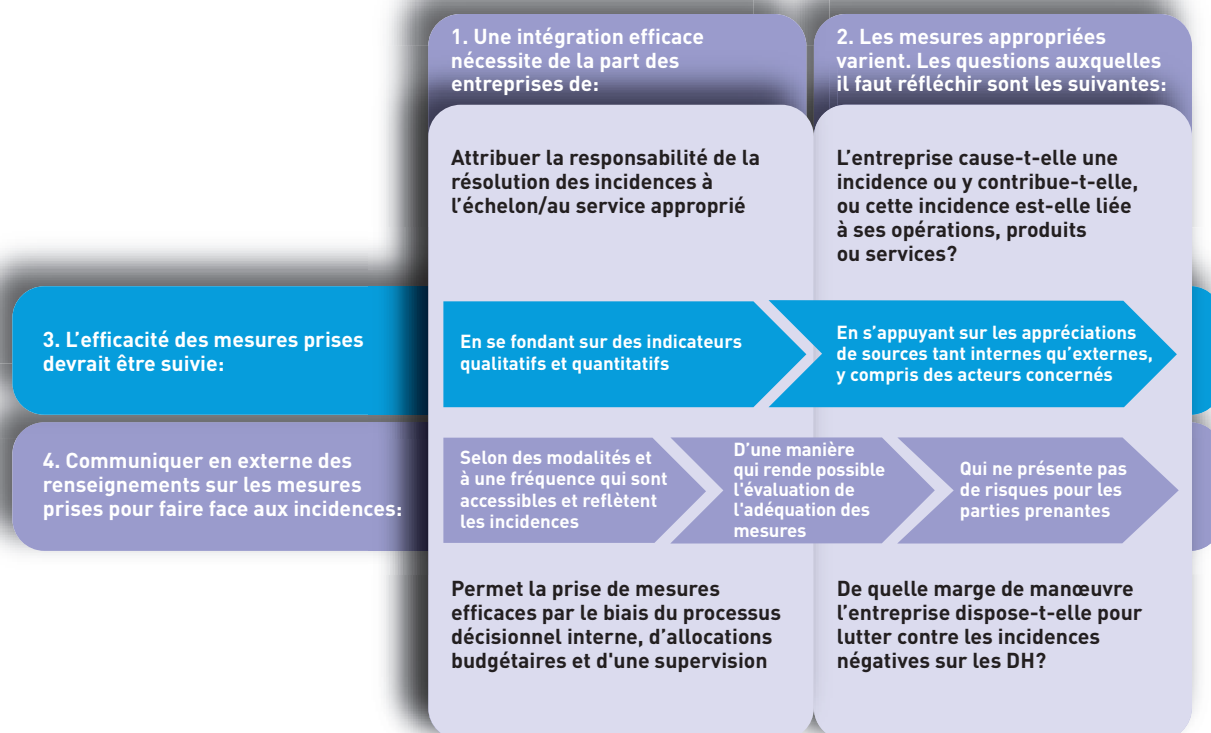 1. Une intégration efficace
nécessite de la part des
entreprises de:
2. Les mesures appropriées
varient. Les questions auxquelles
il faut réfléchir sont les suivantes:
Attribuer la responsabilité de la
résolution des incidences à
l’échelon/au service approprié
L’entreprise cause-t-elle une
incidence ou y contribue-t-elle,
ou cette incidence est-elle liée
à ses opérations, produits
ou services?
3. L’efficacité des mesures prises
devrait être suivie:
En se fondant sur des indicateurs
qualitatifs et quantitatifs
En s’appuyant sur les appréciations
de sources tant internes qu’externes,
y compris des acteurs concernés
4. Communiquer en externe des
renseignements sur les mesures
prises pour faire face aux incidences:
Selon des modalités et
à une fréquence qui sont
accessibles et reflètent
les incidences
D’une manière
qui rende possible
l'évaluation de
l'adéquation des
mesures
Qui ne présente pas
de risques pour les
parties prenantes
Permet la prise de mesures
efficaces par le biais du processus
décisionnel interne, d’allocations
budgétaires et d'une supervision
De quelle marge de manœuvre
l’entreprise dispose-t-elle pour
lutter contre les incidences
négatives sur les DH?